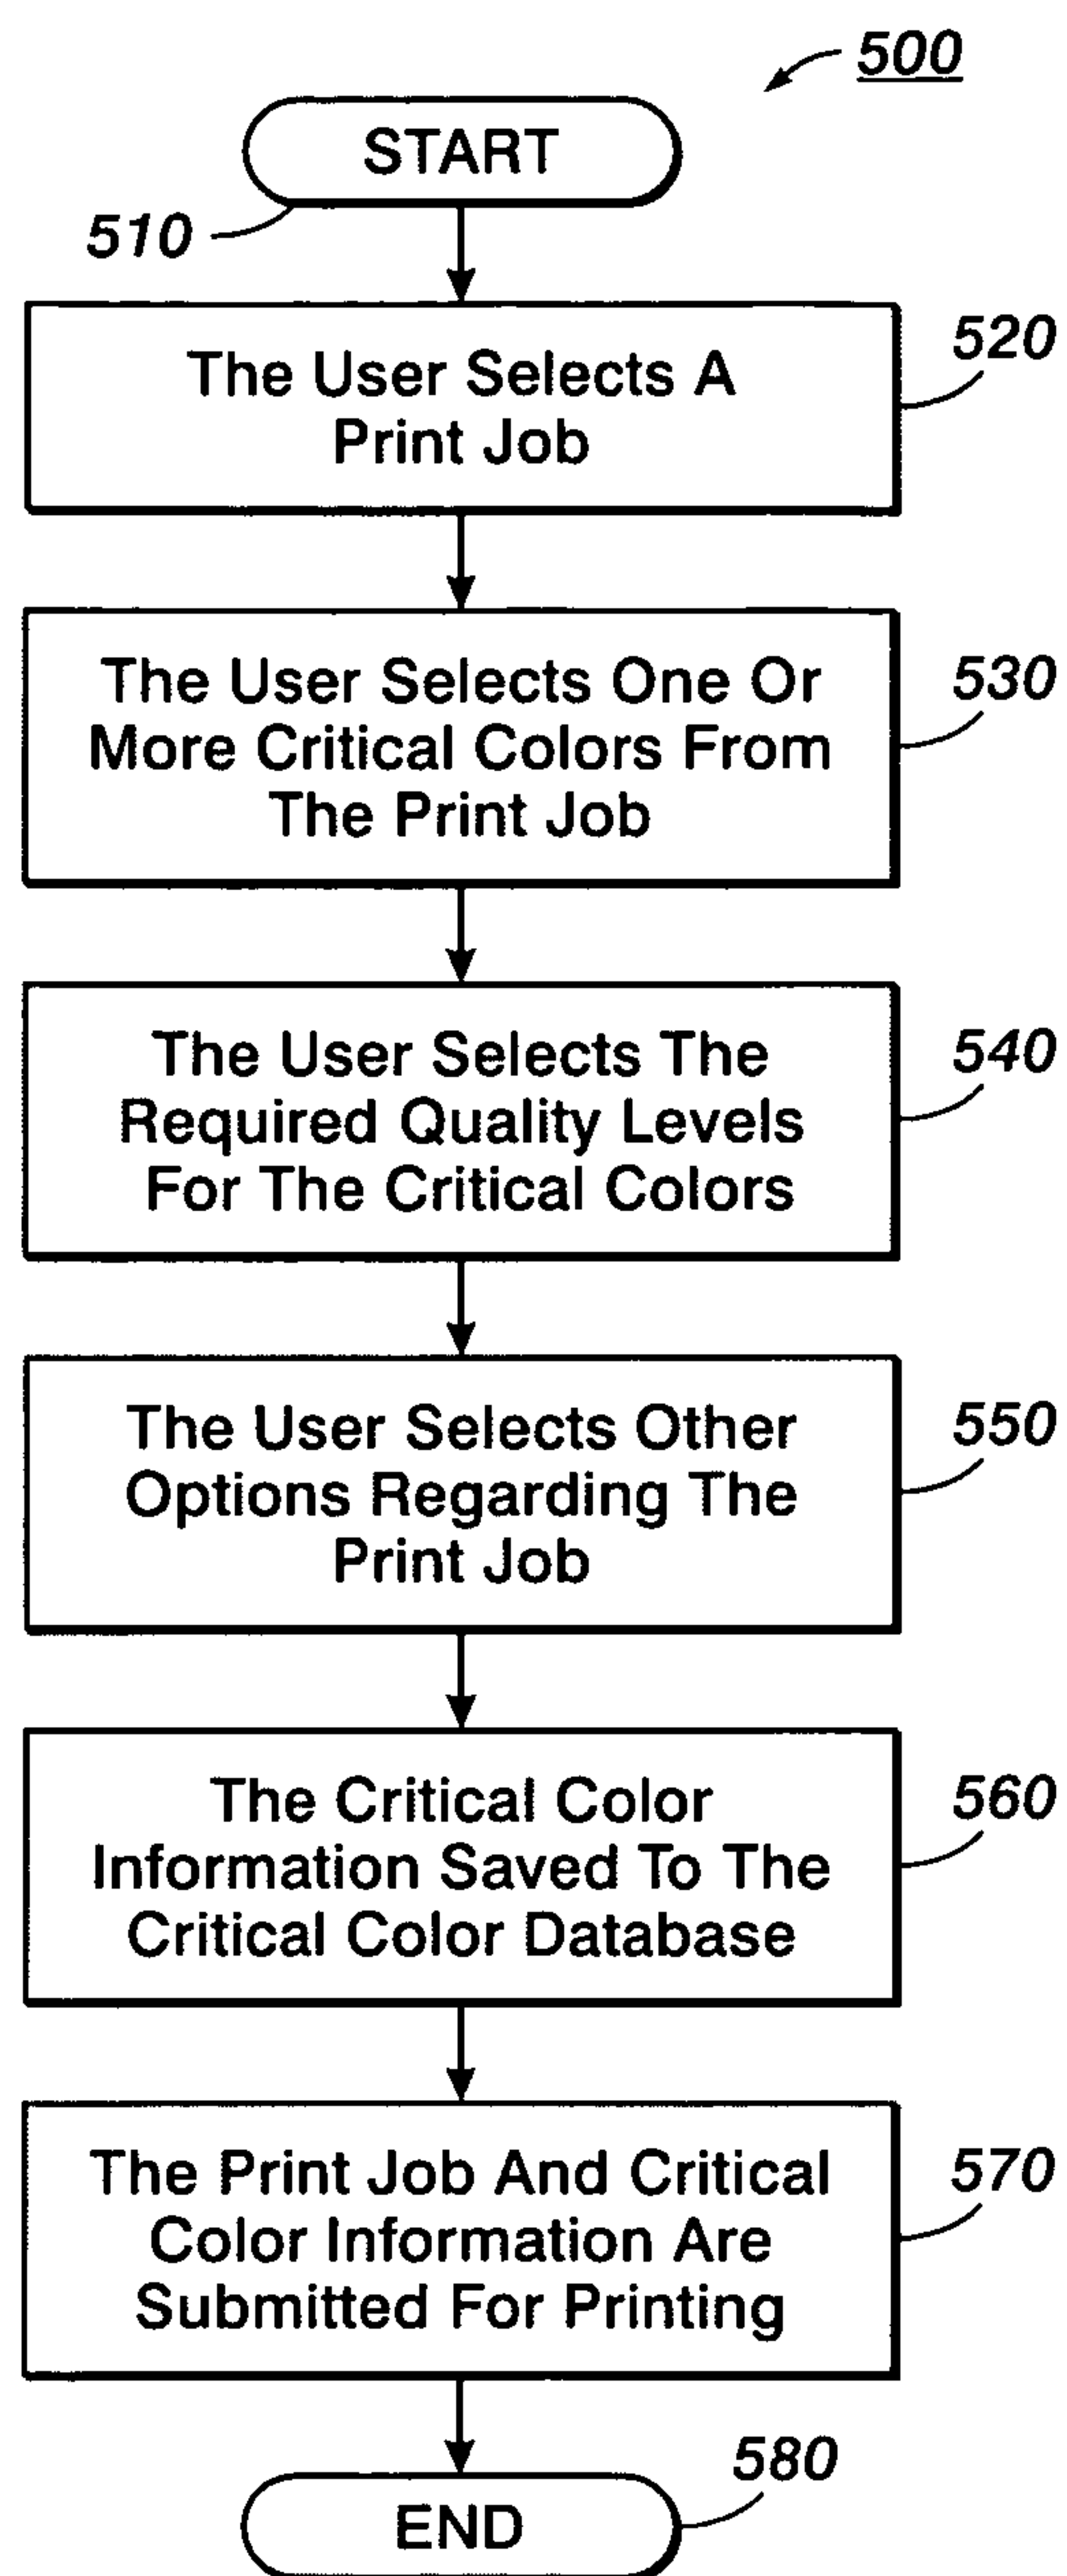 500
START
510
The User Selects A
Print Job
520
The User Selects One Or
More Critical Colors From
The Print Job
530
The User Selects The
Required Quality Levels
For The Critical Colors
540
The User Selects Other
Options Regarding The
Print Job
550
The Critical Color
Information Saved To The
Critical Color Database
560
The Print Job And Critical
Color Information Are
Submitted For Printing
570
END
580